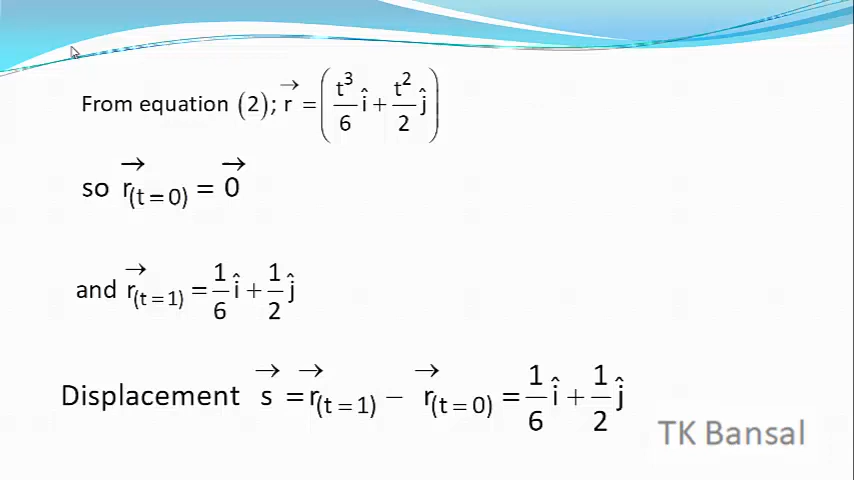 From equation (2); r⃗ = (t³/6 î + t²/2 ĵ)
so r⃗(t = 0) = 0⃗
and r⃗(t = 1) = 1/6 î + 1/2 ĵ
Displacement s⃗ = r⃗(t = 1) − r⃗(t = 0) = 1/6 î + 1/2 ĵ
TK Bansal